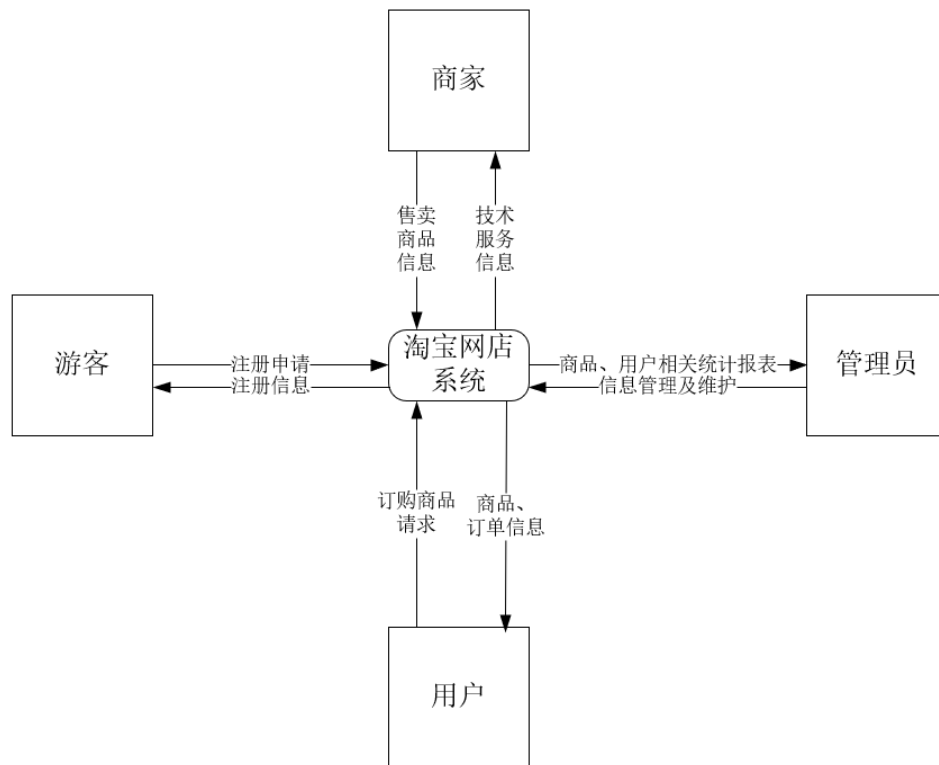 商家
售卖
商品
信息
技术
服务
信息
游客
注册申请
注册信息
淘宝网店
系统
商品、用户相关统计报表
信息管理及维护
管理员
订购商品
请求
商品、
订单信息
用户